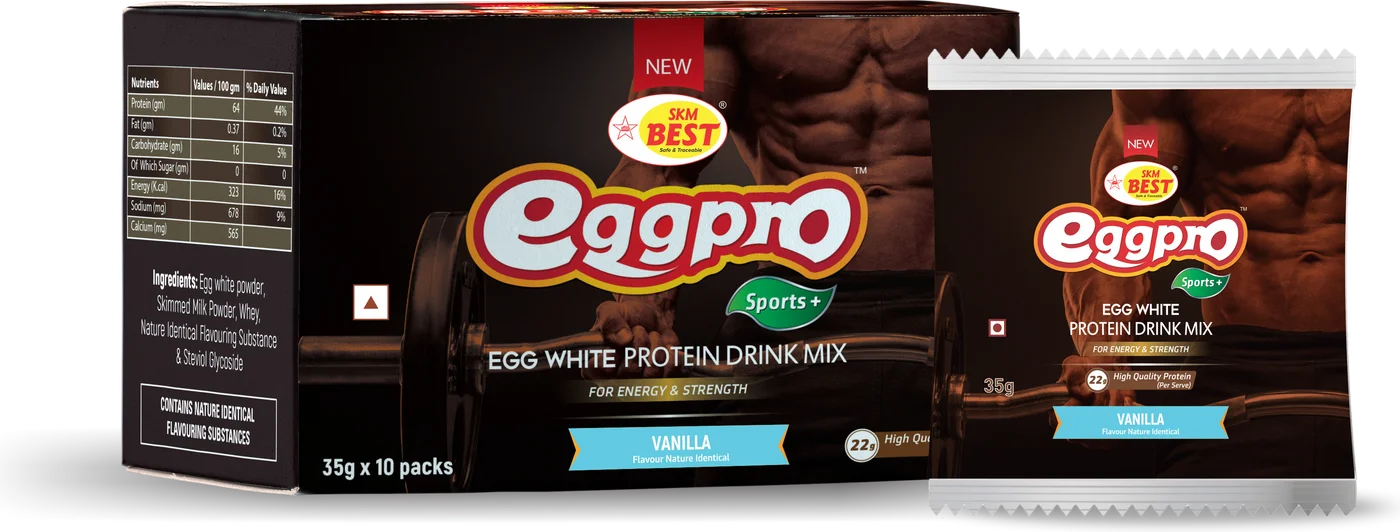 Nutrients Values / 100 gm % Daily Value
Protein (gm) 64 44%
Fat (gm) 0.37 0.2%
Carbohydrate (gm) 16 5%
Of Which Sugar (gm) 0 0
Energy (K.cal) 323 16%
Sodium (mg) 678 9%
Calcium (mg) 565
Ingredients: Egg white powder,
Skimmed Milk Powder, Whey,
Nature Identical Flavouring Substance
& Steviol Glycoside
CONTAINS NATURE IDENTICAL
FLAVOURING SUBSTANCES
NEW
SKM
BEST ®
Safe & Traceable
eggpro ™
Sports +
EGG WHITE PROTEIN DRINK MIX
FOR ENERGY & STRENGTH
VANILLA
Flavour Nature Identical
22g High Qu
35g x 10 packs
NEW
SKM
BEST ®
Safe & Traceable
eggpro ™
Sports +
EGG WHITE
PROTEIN DRINK MIX
FOR ENERGY & STRENGTH
22g High Quality Protein
(Per Serve)
35g
VANILLA
Flavour Nature Identical